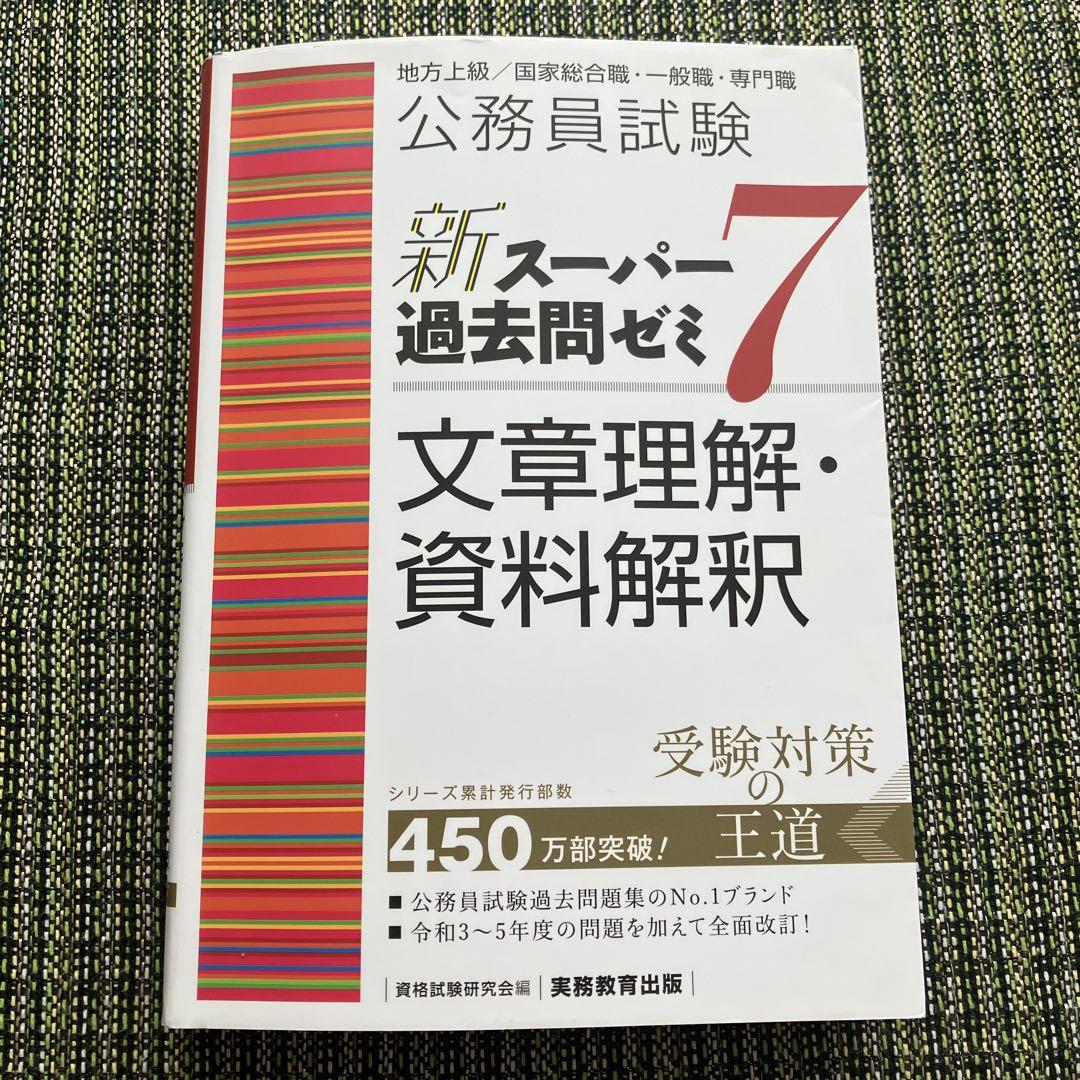 地方上級／国家総合職・一般職・専門職
公務員試験
新スーパー
過去問ゼミ7
文章理解・
資料解釈
受験対策
の
王道
シリーズ累計発行部数
450万部突破！
■ 公務員試験過去問題集のNo.1ブランド
■ 令和3～5年度の問題を加えて全面改訂！
資格試験研究会編｜実務教育出版